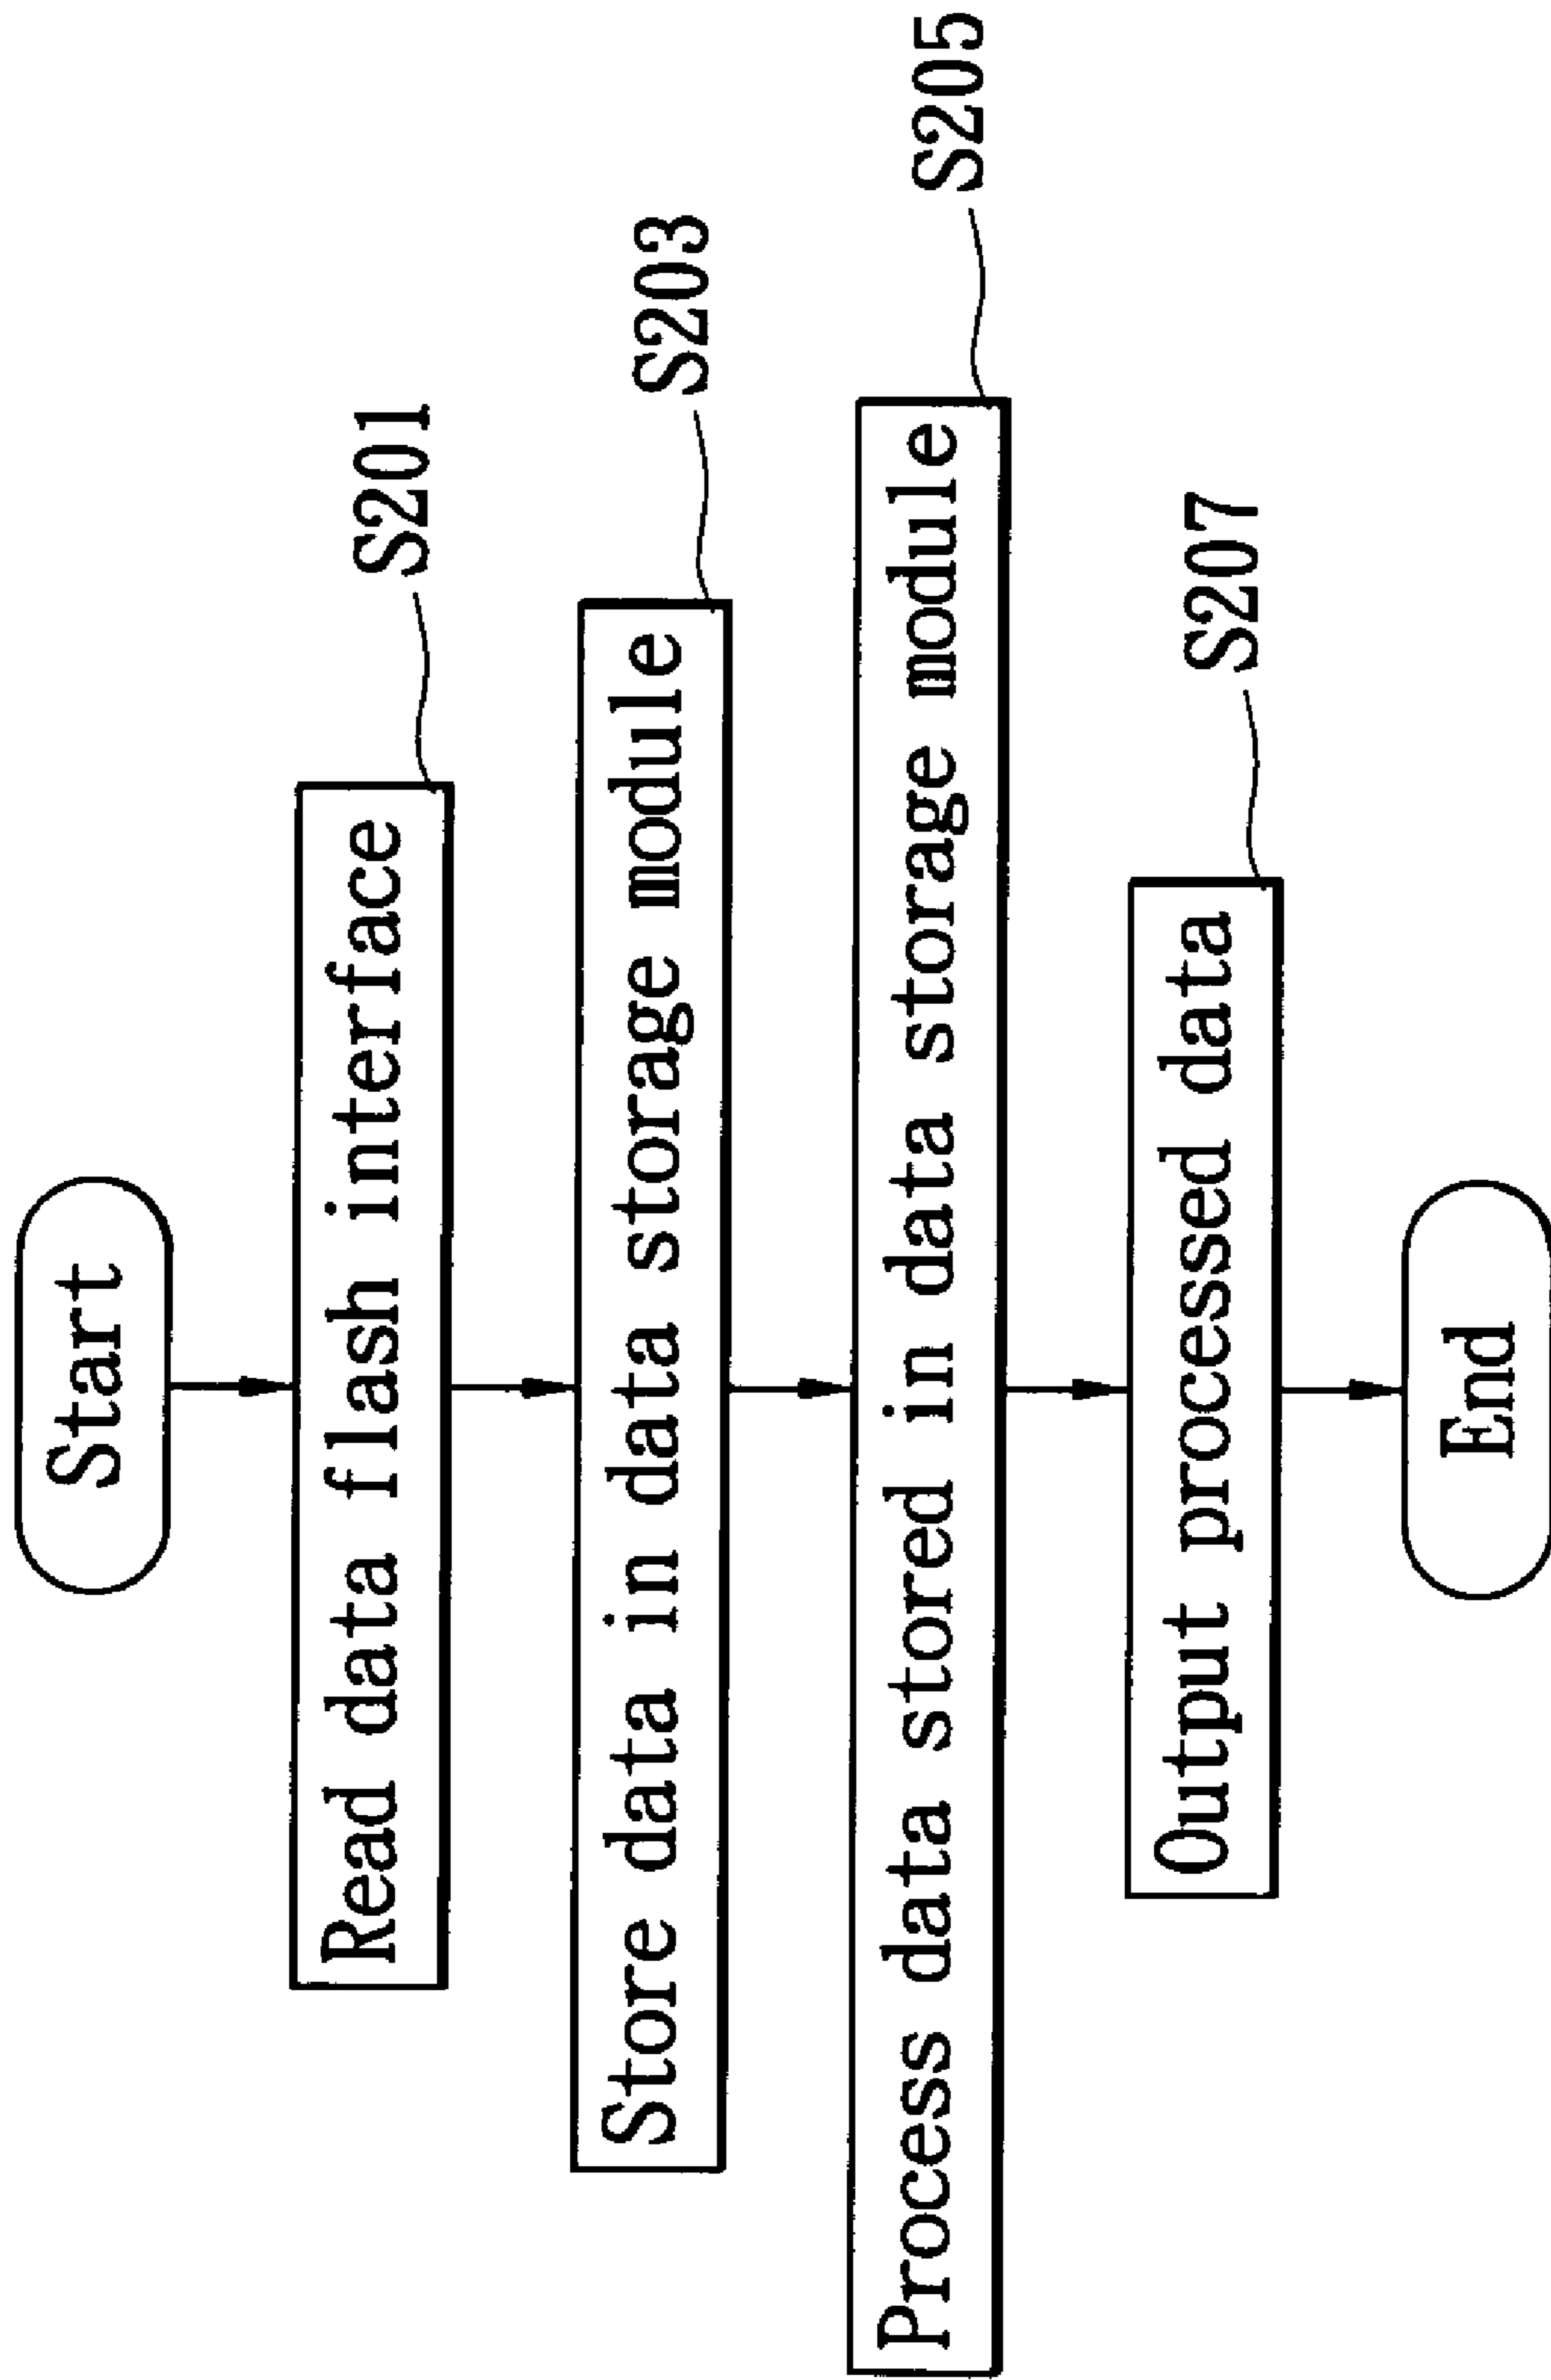 Start
Read data flash interface
S201
Store data in data storage module
S203
Process data stored in data storage module
S205
Output processed data
S207
End